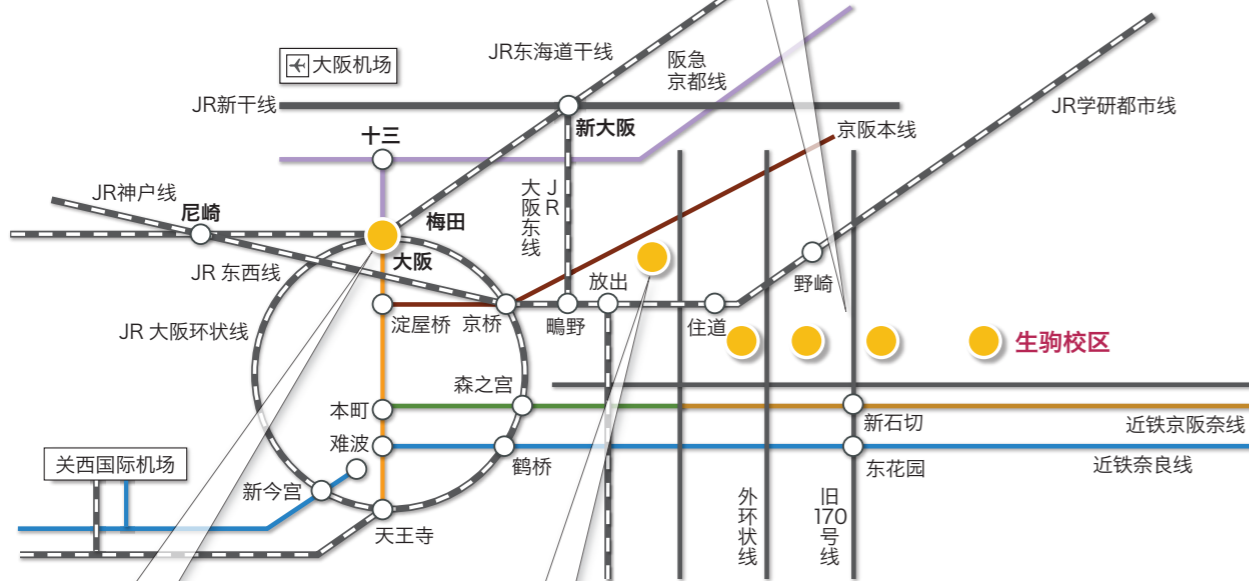 JR东海道干线
大阪机场
阪急
京都线
JR新干线
JR学研都市线
新大阪
京阪本线
十三
JR
大阪东线
JR神户线
尼崎
梅田
大阪
JR 东西线
放出
野崎
JR 大阪环状线
淀屋桥
京桥
鴫野
住道
生驹校区
森之宫
本町
新石切
近铁京阪奈线
难波
鹤桥
东花园
近铁奈良线
关西国际机场
新今宫
外环状线
旧170号线
天王寺